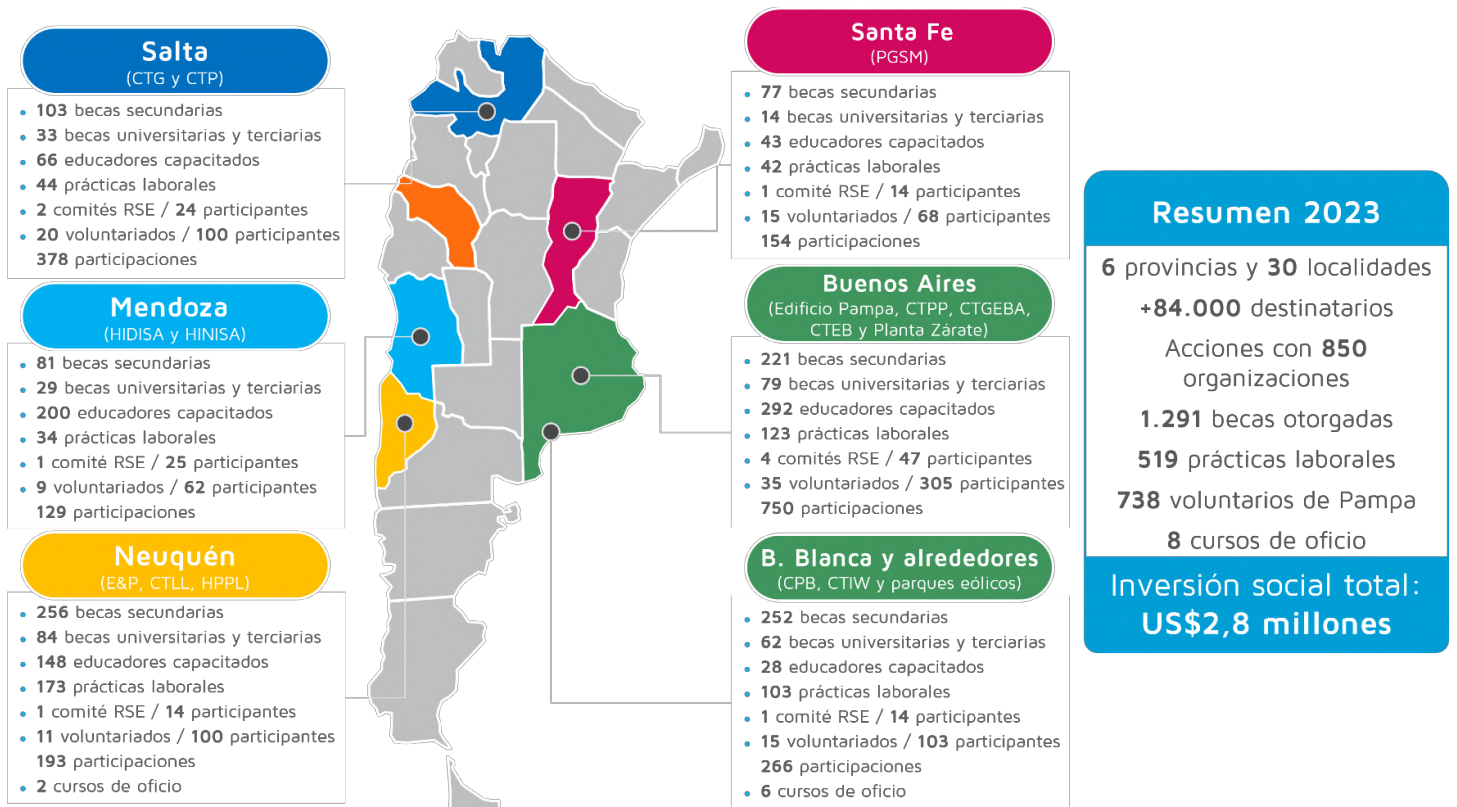 Salta
(CTG y CTP)
• 103 becas secundarias
• 33 becas universitarias y terciarias
• 66 educadores capacitados
• 44 prácticas laborales
• 2 comités RSE / 24 participantes
• 20 voluntariados / 100 participantes
378 participaciones
Mendoza
(HIDISA y HINISA)
• 81 becas secundarias
• 29 becas universitarias y terciarias
• 200 educadores capacitados
• 34 prácticas laborales
• 1 comité RSE / 25 participantes
• 9 voluntariados / 62 participantes
129 participaciones
Neuquén
(E&P, CTLL, HPPL)
• 256 becas secundarias
• 84 becas universitarias y terciarias
• 148 educadores capacitados
• 173 prácticas laborales
• 1 comité RSE / 14 participantes
• 11 voluntariados / 100 participantes
193 participaciones
• 2 cursos de oficio
Santa Fe
(PGSM)
• 77 becas secundarias
• 14 becas universitarias y terciarias
• 43 educadores capacitados
• 42 prácticas laborales
• 1 comité RSE / 14 participantes
• 15 voluntariados / 68 participantes
154 participaciones
Buenos Aires
(Edificio Pampa, CTPP, CTGEBA,
CTEB y Planta Zárate)
• 221 becas secundarias
• 79 becas universitarias y terciarias
• 292 educadores capacitados
• 123 prácticas laborales
• 4 comités RSE / 47 participantes
• 35 voluntariados / 305 participantes
750 participaciones
B. Blanca y alrededores
(CPB, CTIW y parques eólicos)
• 252 becas secundarias
• 62 becas universitarias y terciarias
• 28 educadores capacitados
• 103 prácticas laborales
• 1 comité RSE / 14 participantes
• 15 voluntariados / 103 participantes
266 participaciones
• 6 cursos de oficio
Resumen 2023
6 provincias y 30 localidades
+84.000 destinatarios
Acciones con 850
organizaciones
1.291 becas otorgadas
519 prácticas laborales
738 voluntarios de Pampa
8 cursos de oficio
Inversión social total:
US$2,8 millones